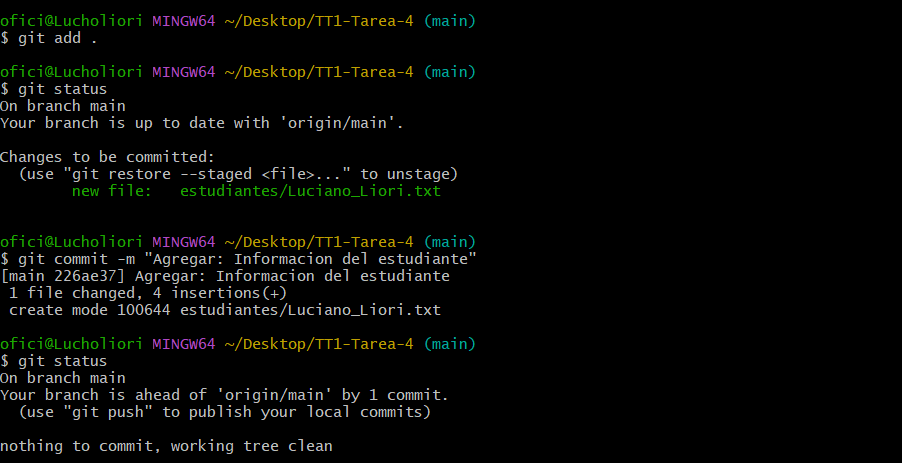 ofici@Lucholiori MINGW64 ~/Desktop/TT1-Tarea-4 (main)
$ git add .
ofici@Lucholiori MINGW64 ~/Desktop/TT1-Tarea-4 (main)
$ git status
On branch main
Your branch is up to date with 'origin/main'.
Changes to be committed:
  (use "git restore --staged <file>..." to unstage)
        new file:   estudiantes/Luciano_Liori.txt
ofici@Lucholiori MINGW64 ~/Desktop/TT1-Tarea-4 (main)
$ git commit -m "Agregar: Informacion del estudiante"
[main 226ae37] Agregar: Informacion del estudiante
 1 file changed, 4 insertions(+)
 create mode 100644 estudiantes/Luciano_Liori.txt
ofici@Lucholiori MINGW64 ~/Desktop/TT1-Tarea-4 (main)
$ git status
On branch main
Your branch is ahead of 'origin/main' by 1 commit.
  (use "git push" to publish your local commits)
nothing to commit, working tree clean